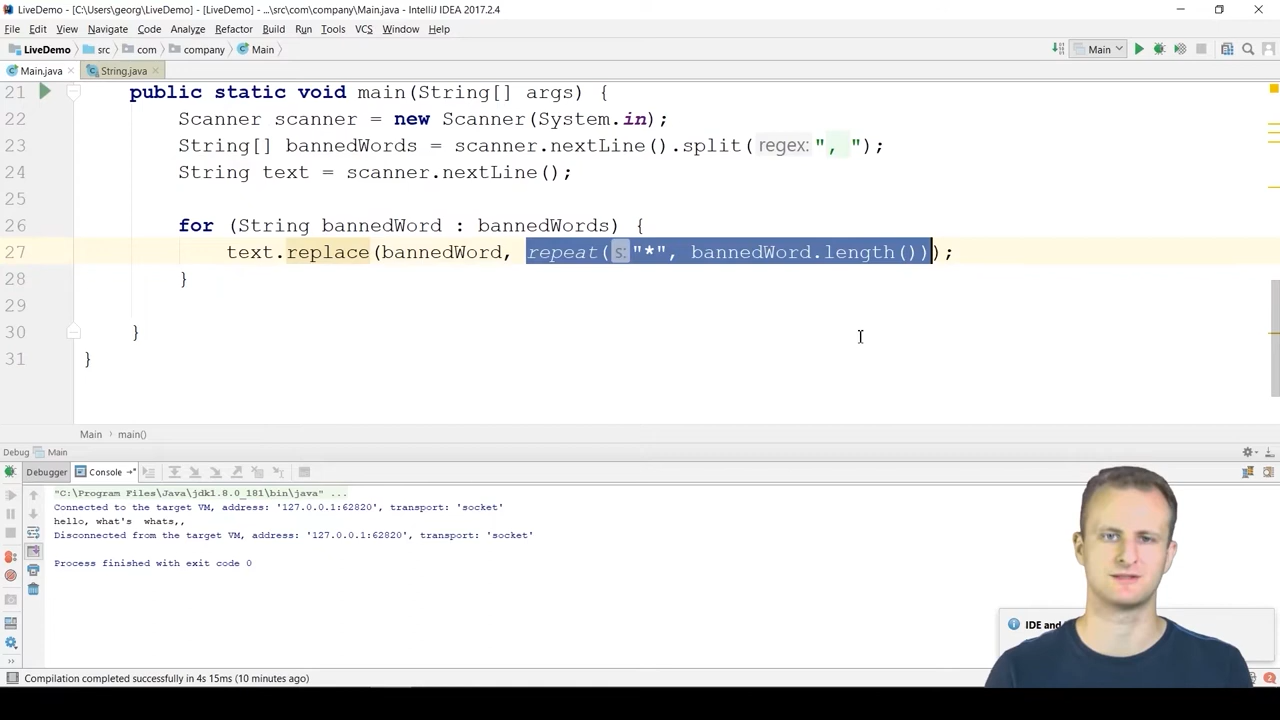 LiveDemo - [C:\Users\georg\LiveDemo] - [LiveDemo] - ...\src\com\company\Main.java - IntelliJ IDEA 2017.2.4
File Edit View Navigate Code Analyze Refactor Build Run Tools VCS Window Help
LiveDemo src com company Main Main
Main.java String.java
21 public static void main(String[] args) {
22 Scanner scanner = new Scanner(System.in);
23 String[] bannedWords = scanner.nextLine().split( regex: ", ");
24 String text = scanner.nextLine();
25
26 for (String bannedWord : bannedWords) {
27 text.replace(bannedWord, repeat( s: "*", bannedWord.length()));
28 }
29
30 }
31 }
Main main()
Debug Main
Debugger Console
"C:\Program Files\Java\jdk1.8.0_181\bin\java" ...
Connected to the target VM, address: '127.0.0.1:62820', transport: 'socket'
hello, what's  whats,,
Disconnected from the target VM, address: '127.0.0.1:62820', transport: 'socket'
Process finished with exit code 0
IDE and
Compilation completed successfully in 4s 15ms (10 minutes ago)
2